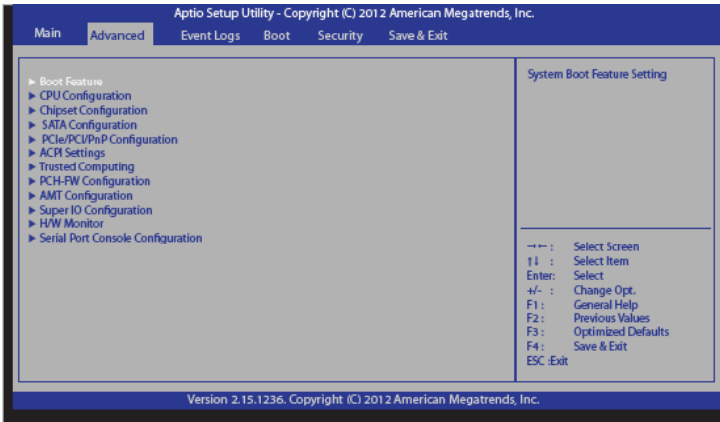 Aptio Setup Utility - Copyright (C) 2012 American Megatrends, Inc.
Main Advanced Event Logs Boot Security Save & Exit
► Boot Feature
► CPU Configuration
► Chipset Configuration
► SATA Configuration
► PCIe/PCI/PnP Configuration
► ACPI Settings
► Trusted Computing
► PCH-FW Configuration
► AMT Configuration
► Super IO Configuration
► H/W Monitor
► Serial Port Console Configuration
System Boot Feature Setting
→← : Select Screen
↑↓ : Select Item
Enter: Select
+/- : Change Opt.
F1 : General Help
F2 : Previous Values
F3 : Optimized Defaults
F4 : Save & Exit
ESC :Exit
Version 2.15.1236. Copyright (C) 2012 American Megatrends, Inc.